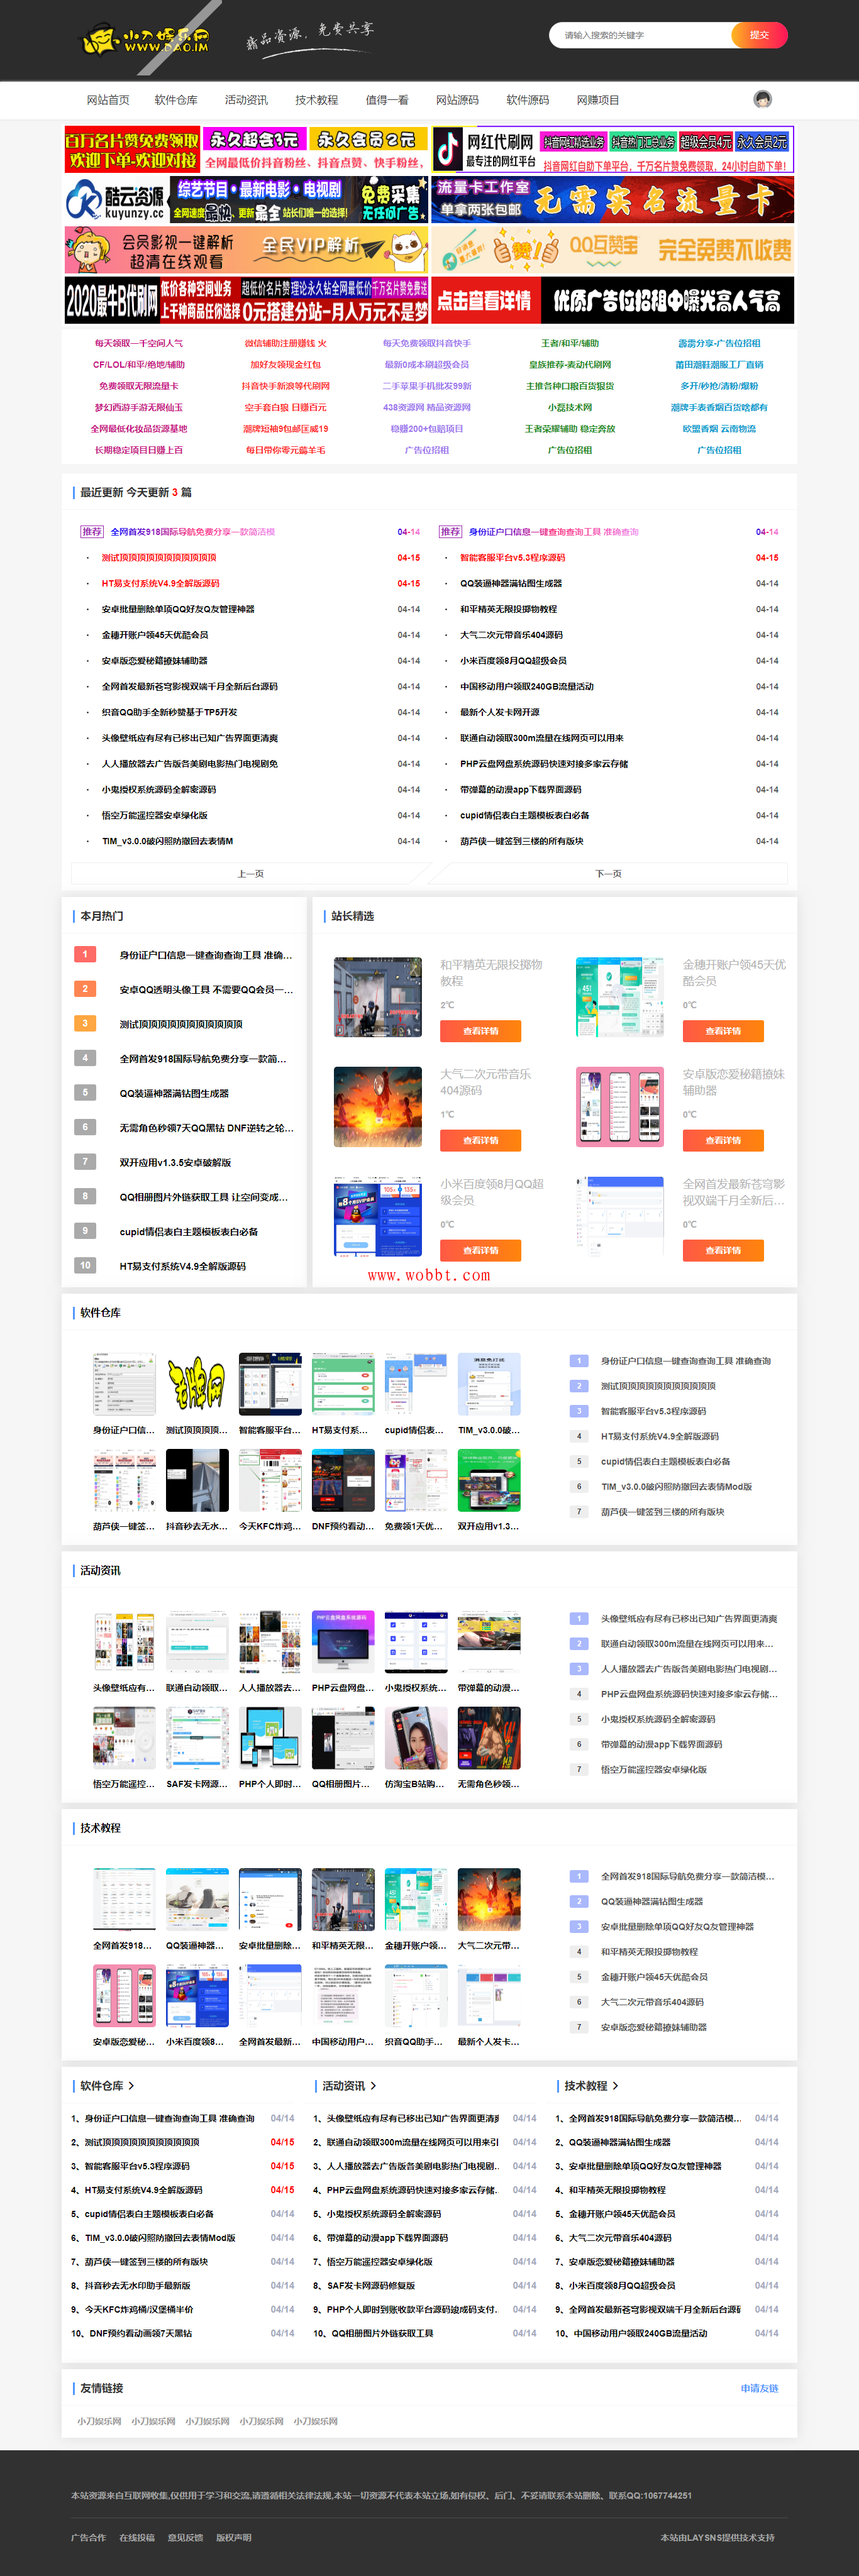 小刀娱乐网
WWW.DAO.IM
精品资源，免费共享
请输入搜索的关键字
提交
网站首页 软件仓库 活动资讯 技术教程 值得一看 网站源码 软件源码 网赚项目
百万名片赞免费领取
欢迎下单-欢迎对接
永久超会3元 永久会员2元
全网最低价抖音粉丝、抖音点赞、快手粉丝,
网红代刷网
最专注的网红平台
抖音网红精选业务 抖音热门汇总业务 超级会员4元 永久会员2元
抖音网红自助下单平台，千万名片赞免费领取，24小时自助下单!
酷云资源
kuyunzy.cc
综艺节目·最新电影·电视剧
全网速度最快,更新最全 站长们唯一的选择!
免费采集
无任何广告
流量卡工作室
单拿两张包邮
无需实名流量卡
会员影视一键解析
超清在线观看
全民VIP解析
赞!
QQ互赞宝 完全免费不收费
2020最牛B代刷网
低价各种空间业务
上千种商品任你选择
超低价名片赞理论永久钻全网最低价千万名片赞免费送
0元搭建分站-月入万元不是梦
点击查看详情
优质广告位招租中曝光高人气高
每天领取一千空间人气 微信辅助注册赚钱 火 每天免费领取抖音快手 王者/和平/辅助 霹雳分享-广告位招租
CF/LOL/和平/绝地/辅助 加好友领现金红包 最新0成本刷超级会员 皇族推荐-表动代刷网 莆田潮鞋潮服工厂直销
免费领取无限流量卡 抖音快手新浪等代刷网 二手苹果手机批发99新 主推各种口粮百货狠货 多开/秒抢/清粉/爆粉
梦幻西游手游无限仙玉 空手套白狼 日赚百元 438资源网 精品资源网 小磊技术网 潮牌手表香烟百货啥都有
全网最低化妆品货源基地 潮牌短袖9包邮匡威19 稳赚200+包赔项目 王者荣耀辅助 稳定奔放 欧盟香烟 云南物流
长期稳定项目日赚上百 每日带你零元薅羊毛 广告位招租 广告位招租 广告位招租
最近更新 今天更新 3 篇
推荐 全网首发918国际导航免费分享一款简洁模 04-14
推荐 身份证户口信息一键查询查询工具 准确查询 04-14
· 测试顶顶顶顶顶顶顶顶顶顶顶 04-15
· 智能客服平台v5.3程序源码 04-15
· HT易支付系统V4.9全解版源码 04-15
· QQ装逼神器满钻图生成器 04-14
· 安卓批量删除单项QQ好友Q友管理神器 04-14
· 和平精英无限投掷物教程 04-14
· 金穗开账户领45天优酷会员 04-14
· 大气二次元带音乐404源码 04-14
· 安卓版恋爱秘籍撩妹辅助器 04-14
· 小米百度领8月QQ超级会员 04-14
· 全网首发最新苍穹影视双端千月全新后台源码 04-14
· 中国移动用户领取240GB流量活动 04-14
· 织音QQ助手全新秒赞基于TP5开发 04-14
· 最新个人发卡网开源 04-14
· 头像壁纸应有尽有已移出已知广告界面更清爽 04-14
· 联通自动领取300m流量在线网页可以用来 04-14
· 人人播放器去广告版各美剧电影热门电视剧免 04-14
· PHP云盘网盘系统源码快速对接多家云存储 04-14
· 小鬼授权系统源码全解密源码 04-14
· 带弹幕的动漫app下载界面源码 04-14
· 悟空万能遥控器安卓绿化版 04-14
· cupid情侣表白主题模板表白必备 04-14
· TIM_v3.0.0破闪照防撤回去表情M 04-14
· 葫芦侠一键签到三楼的所有版块 04-14
上一页 下一页
本月热门
1 身份证户口信息一键查询查询工具 准确...
2 安卓QQ透明头像工具 不需要QQ会员一...
3 测试顶顶顶顶顶顶顶顶顶顶顶
4 全网首发918国际导航免费分享一款简...
5 QQ装逼神器满钻图生成器
6 无需角色秒领7天QQ黑钻 DNF逆转之轮...
7 双开应用v1.3.5安卓破解版
8 QQ相册图片外链获取工具 让空间变成...
9 cupid情侣表白主题模板表白必备
10 HT易支付系统V4.9全解版源码
站长精选
和平精英无限投掷物教程
2℃
查看详情
金穗开账户领45天优酷会员
0℃
查看详情
大气二次元带音乐404源码
1℃
查看详情
安卓版恋爱秘籍撩妹辅助器
0℃
查看详情
小米百度领8月QQ超级会员
0℃
查看详情
全网首发最新苍穹影视双端千月全新后...
0℃
查看详情
www.wobbt.com
软件仓库
身份证户口信... 测试顶顶顶顶... 智能客服平台... HT易支付系... cupid情侣表... TIM_v3.0.0破...
葫芦侠一键签... 抖音秒去无水... 今天KFC炸鸡... DNF预约看动... 免费领1天优... 双开应用v1.3...
1 身份证户口信息一键查询查询工具 准确查询
2 测试顶顶顶顶顶顶顶顶顶顶顶
3 智能客服平台v5.3程序源码
4 HT易支付系统V4.9全解版源码
5 cupid情侣表白主题模板表白必备
6 TIM_v3.0.0破闪照防撤回去表情Mod版
7 葫芦侠一键签到三楼的所有版块
活动资讯
头像壁纸应有... 联通自动领取... 人人播放器去... PHP云盘网盘... 小鬼授权系统... 带弹幕的动漫...
悟空万能遥控... SAF发卡网源... PHP个人即时... QQ相册图片... 仿淘宝B站购... 无需角色秒领...
1 头像壁纸应有尽有已移出已知广告界面更清爽
2 联通自动领取300m流量在线网页可以用来...
3 人人播放器去广告版各美剧电影热门电视剧...
4 PHP云盘网盘系统源码快速对接多家云存储...
5 小鬼授权系统源码全解密源码
6 带弹幕的动漫app下载界面源码
7 悟空万能遥控器安卓绿化版
技术教程
全网首发918... QQ装逼神器... 安卓批量删除... 和平精英无限... 金穗开账户领... 大气二次元带...
安卓版恋爱秘... 小米百度领8... 全网首发最新... 中国移动用户... 织音QQ助手... 最新个人发卡...
1 全网首发918国际导航免费分享一款简洁模...
2 QQ装逼神器满钻图生成器
3 安卓批量删除单项QQ好友Q友管理神器
4 和平精英无限投掷物教程
5 金穗开账户领45天优酷会员
6 大气二次元带音乐404源码
7 安卓版恋爱秘籍撩妹辅助器
软件仓库 >
1、身份证户口信息一键查询查询工具 准确查询 04/14
2、测试顶顶顶顶顶顶顶顶顶顶顶 04/15
3、智能客服平台v5.3程序源码 04/15
4、HT易支付系统V4.9全解版源码 04/15
5、cupid情侣表白主题模板表白必备 04/14
6、TIM_v3.0.0破闪照防撤回去表情Mod版 04/14
7、葫芦侠一键签到三楼的所有版块 04/14
8、抖音秒去无水印助手最新版 04/14
9、今天KFC炸鸡桶/汉堡桶半价 04/14
10、DNF预约看动画领7天黑钻 04/14
活动资讯 >
1、头像壁纸应有尽有已移出已知广告界面更清爽 04/14
2、联通自动领取300m流量在线网页可以用来引 04/14
3、人人播放器去广告版各美剧电影热门电视剧... 04/14
4、PHP云盘网盘系统源码快速对接多家云存储... 04/14
5、小鬼授权系统源码全解密源码 04/14
6、带弹幕的动漫app下载界面源码 04/14
7、悟空万能遥控器安卓绿化版 04/14
8、SAF发卡网源码修复版 04/14
9、PHP个人即时到账收款平台源码竣成码支付... 04/14
10、QQ相册图片外链获取工具 04/14
技术教程 >
1、全网首发918国际导航免费分享一款简洁模... 04/14
2、QQ装逼神器满钻图生成器 04/14
3、安卓批量删除单项QQ好友Q友管理神器 04/14
4、和平精英无限投掷物教程 04/14
5、金穗开账户领45天优酷会员 04/14
6、大气二次元带音乐404源码 04/14
7、安卓版恋爱秘籍撩妹辅助器 04/14
8、小米百度领8月QQ超级会员 04/14
9、全网首发最新苍穹影视双端千月全新后台源码 04/14
10、中国移动用户领取240GB流量活动 04/14
友情链接
申请友链
小刀娱乐网 小刀娱乐网 小刀娱乐网 小刀娱乐网 小刀娱乐网
本站资源来自互联网收集,仅供用于学习和交流,请遵循相关法律法规,本站一切资源不代表本站立场,如有侵权、后门、不妥请联系本站删除、联系QQ:1067744251
广告合作 在线投稿 意见反馈 版权声明
本站由LAYSNS提供技术支持